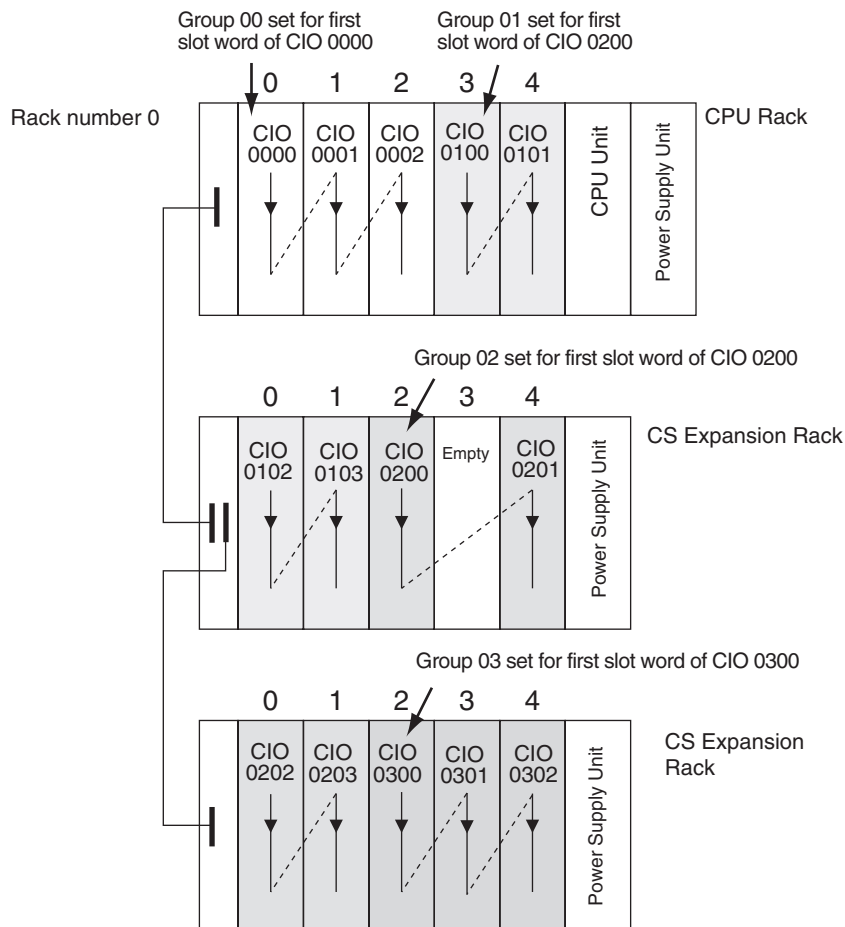 Group 00 set for first
slot word of CIO 0000
Group 01 set for first
slot word of CIO 0200
0 1 2 3 4
Rack number 0
CIO 0000
CIO 0001
CIO 0002
CIO 0100
CIO 0101
CPU Unit
Power Supply Unit
CPU Rack
Group 02 set for first slot word of CIO 0200
0 1 2 3 4
CIO 0102
CIO 0103
CIO 0200
Empty
CIO 0201
Power Supply Unit
CS Expansion Rack
Group 03 set for first slot word of CIO 0300
0 1 2 3 4
CIO 0202
CIO 0203
CIO 0300
CIO 0301
CIO 0302
Power Supply Unit
CS Expansion
Rack